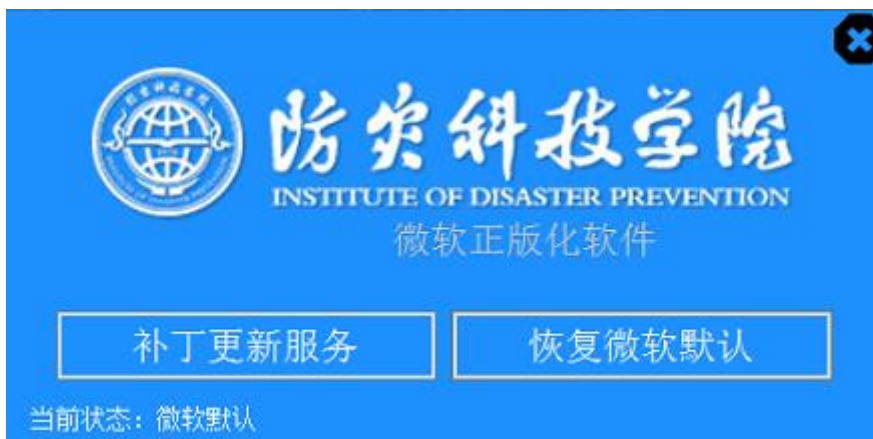 防灾科技学院
INSTITUTE OF DISASTER PREVENTION
微软正版化软件
补丁更新服务
恢复微软默认
当前状态：微软默认